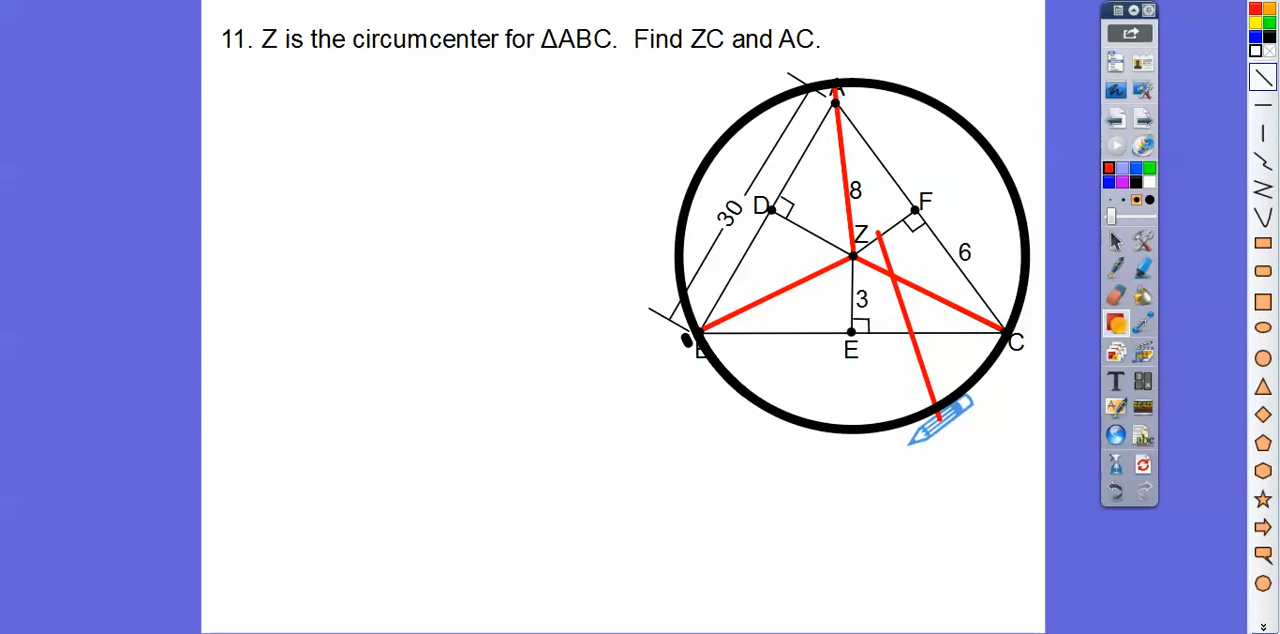 11. Z is the circumcenter for ΔABC. Find ZC and AC.
A
8
D
F
30
Z
6
3
E
C
T